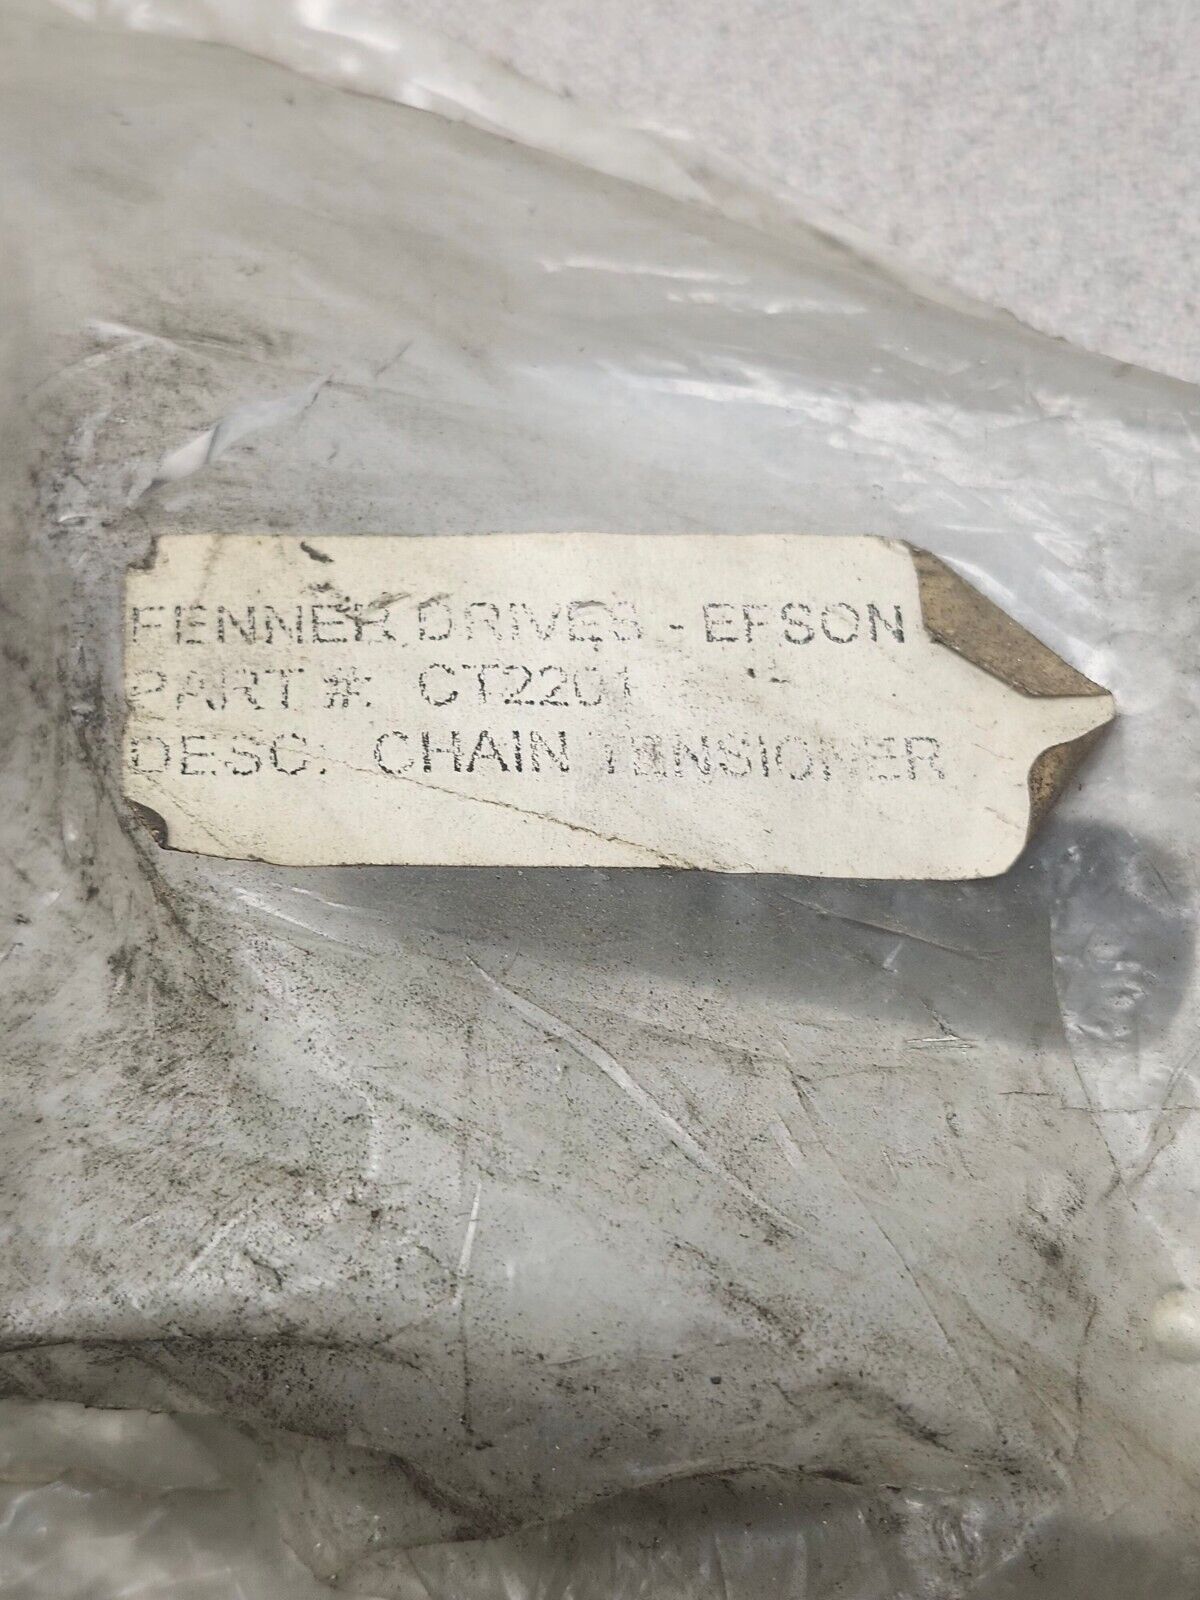 FENNER DRIVES - EFSON
PART #: CT2201
DESC: CHAIN TENSIONER